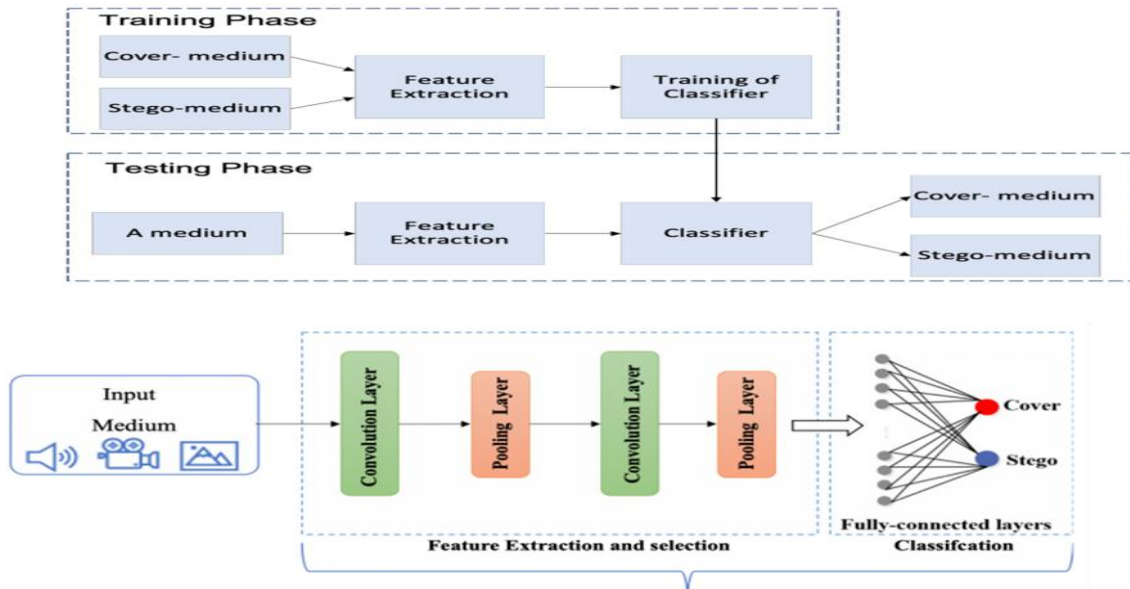 Training Phase
Cover- medium
Stego-medium
Feature
Extraction
Training of
Classifier
Testing Phase
A medium
Feature
Extraction
Classifier
Cover- medium
Stego-medium
Input
Medium
Convolution Layer
Pooling Layer
Convolution Layer
Pooling Layer
Cover
Stego
Fully-connected layers
Feature Extraction and selection
Classifcation